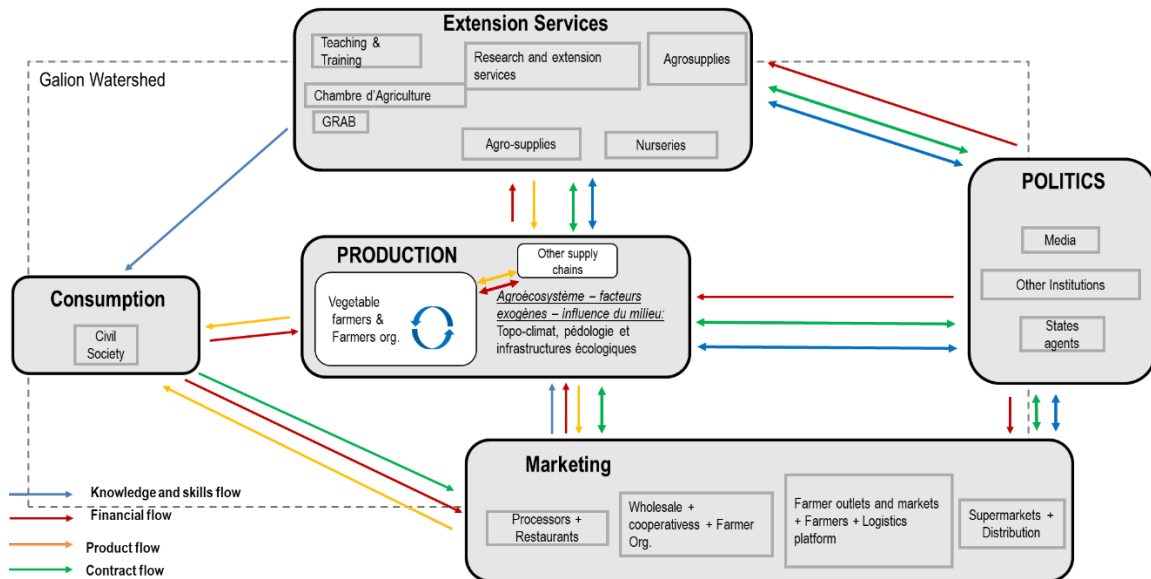 Extension Services
Teaching &
Training
Research and extension
services
Agrosupplies
Galion Watershed
Chambre d'Agriculture
GRAB
Agro-supplies
Nurseries
POLITICS
Media
Other Institutions
States
agents
PRODUCTION
Other supply
chains
Vegetable
farmers &
Farmers org.
Agroécosystème – facteurs
exogènes – influence du milieu:
Topo-climat, pédologie et
infrastructures écologiques
Consumption
Civil
Society
Marketing
Processors +
Restaurants
Wholesale +
cooperativess + Farmer
Org.
Farmer outlets and markets
+ Farmers + Logistics
platform
Supermarkets +
Distribution
Knowledge and skills flow
Financial flow
Product flow
Contract flow